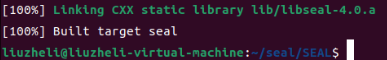 [100%] Linking CXX static library lib/libseal-4.0.a
[100%] Built target seal
liuzheli@liuzheli-virtual-machine:~/seal/SEAL$